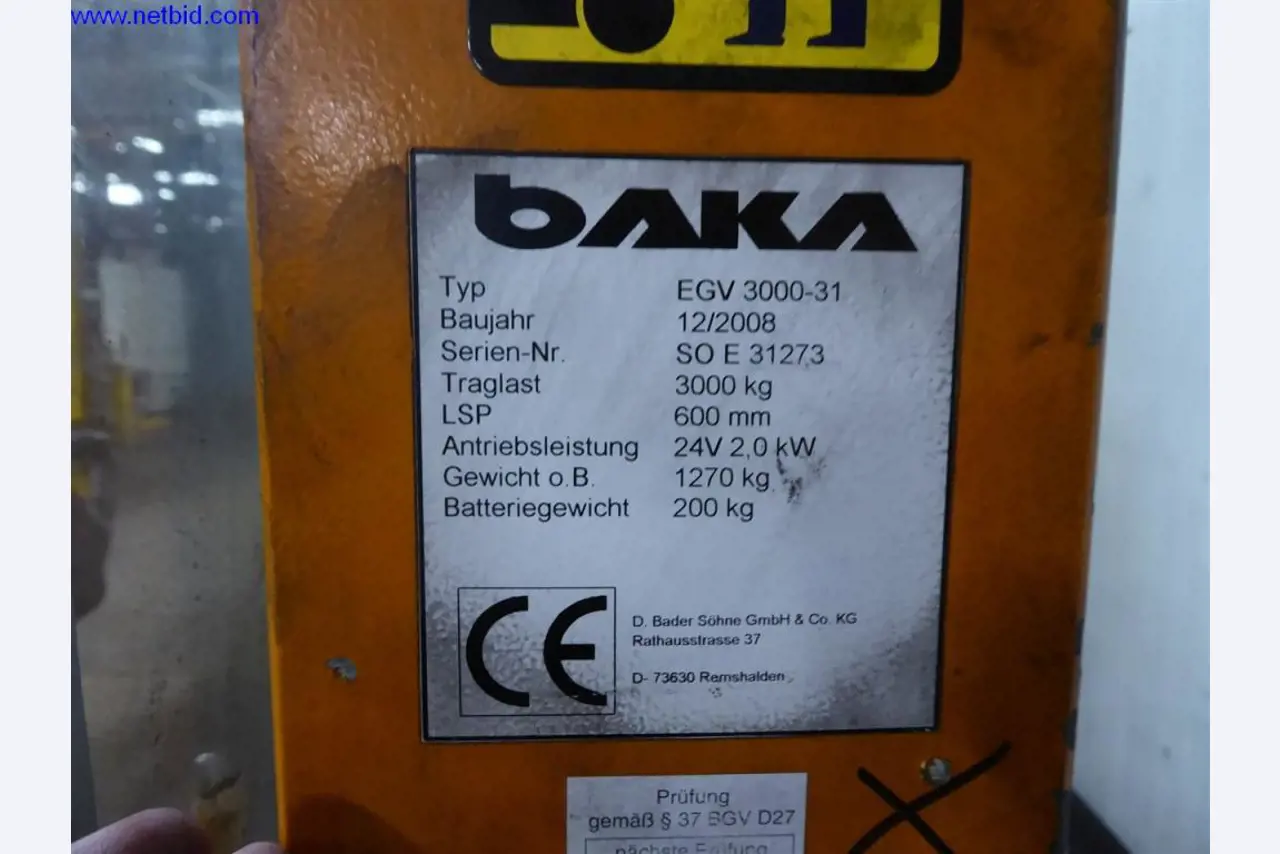 www.netbid.com
BAKA
Typ EGV 3000-31
Baujahr 12/2008
Serien-Nr. SO E 31273
Traglast 3000 kg
LSP 600 mm
Antriebsleistung 24V 2,0 kW
Gewicht o.B. 1270 kg
Batteriegewicht 200 kg
CE
D. Bader Söhne GmbH & Co. KG
Rathausstrasse 37
D- 73630 Remshalden
Prüfung
gemäß § 37 BGV D27
nächste Prüfung